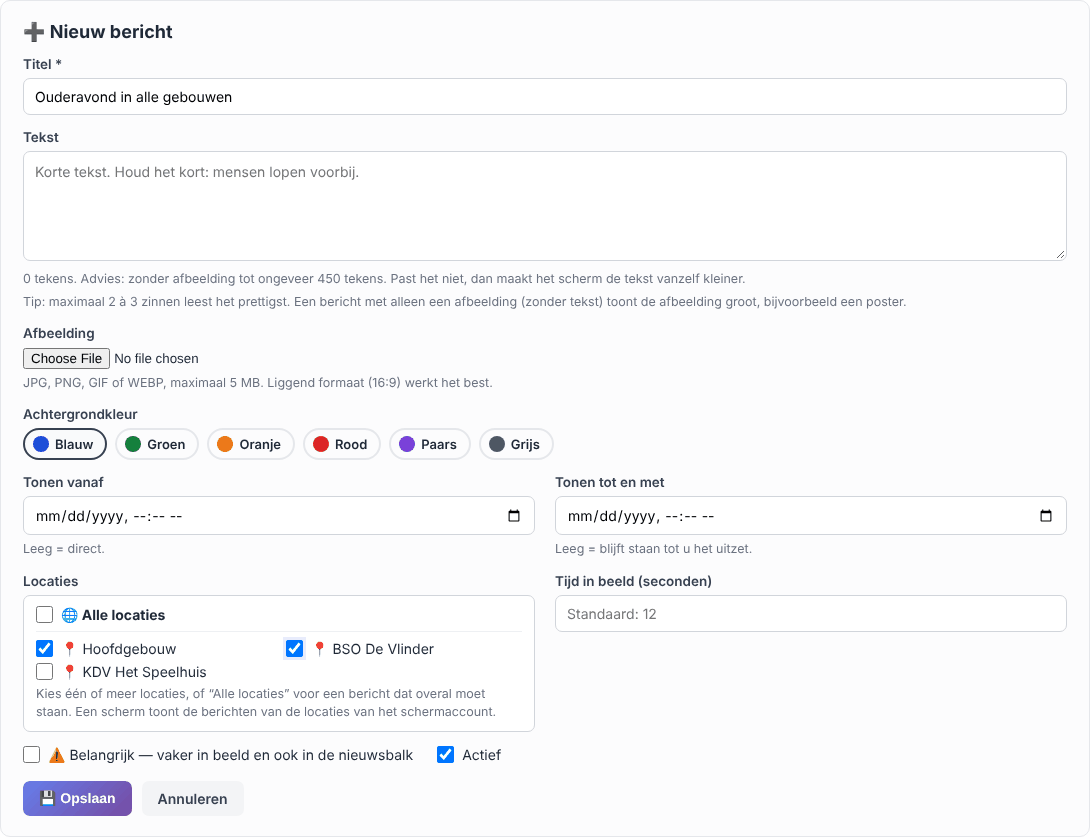 ➕ Nieuw bericht
Titel *
Ouderavond in alle gebouwen
Tekst
Korte tekst. Houd het kort: mensen lopen voorbij.
0 tekens. Advies: zonder afbeelding tot ongeveer 450 tekens. Past het niet, dan maakt het scherm de tekst vanzelf kleiner.
Tip: maximaal 2 à 3 zinnen leest het prettigst. Een bericht met alleen een afbeelding (zonder tekst) toont de afbeelding groot, bijvoorbeeld een poster.
Afbeelding
Choose File No file chosen
JPG, PNG, GIF of WEBP, maximaal 5 MB. Liggend formaat (16:9) werkt het best.
Achtergrondkleur
Blauw Groen Oranje Rood Paars Grijs
Tonen vanaf
mm/dd/yyyy, --:-- --
Leeg = direct.
Tonen tot en met
mm/dd/yyyy, --:-- --
Leeg = blijft staan tot u het uitzet.
Locaties
🌐 Alle locaties
📍 Hoofdgebouw
📍 BSO De Vlinder
📍 KDV Het Speelhuis
Kies één of meer locaties, of “Alle locaties” voor een bericht dat overal moet
staan. Een scherm toont de berichten van de locaties van het schermaccount.
Tijd in beeld (seconden)
Standaard: 12
⚠️ Belangrijk — vaker in beeld en ook in de nieuwsbalk
Actief
💾 Opslaan
Annuleren